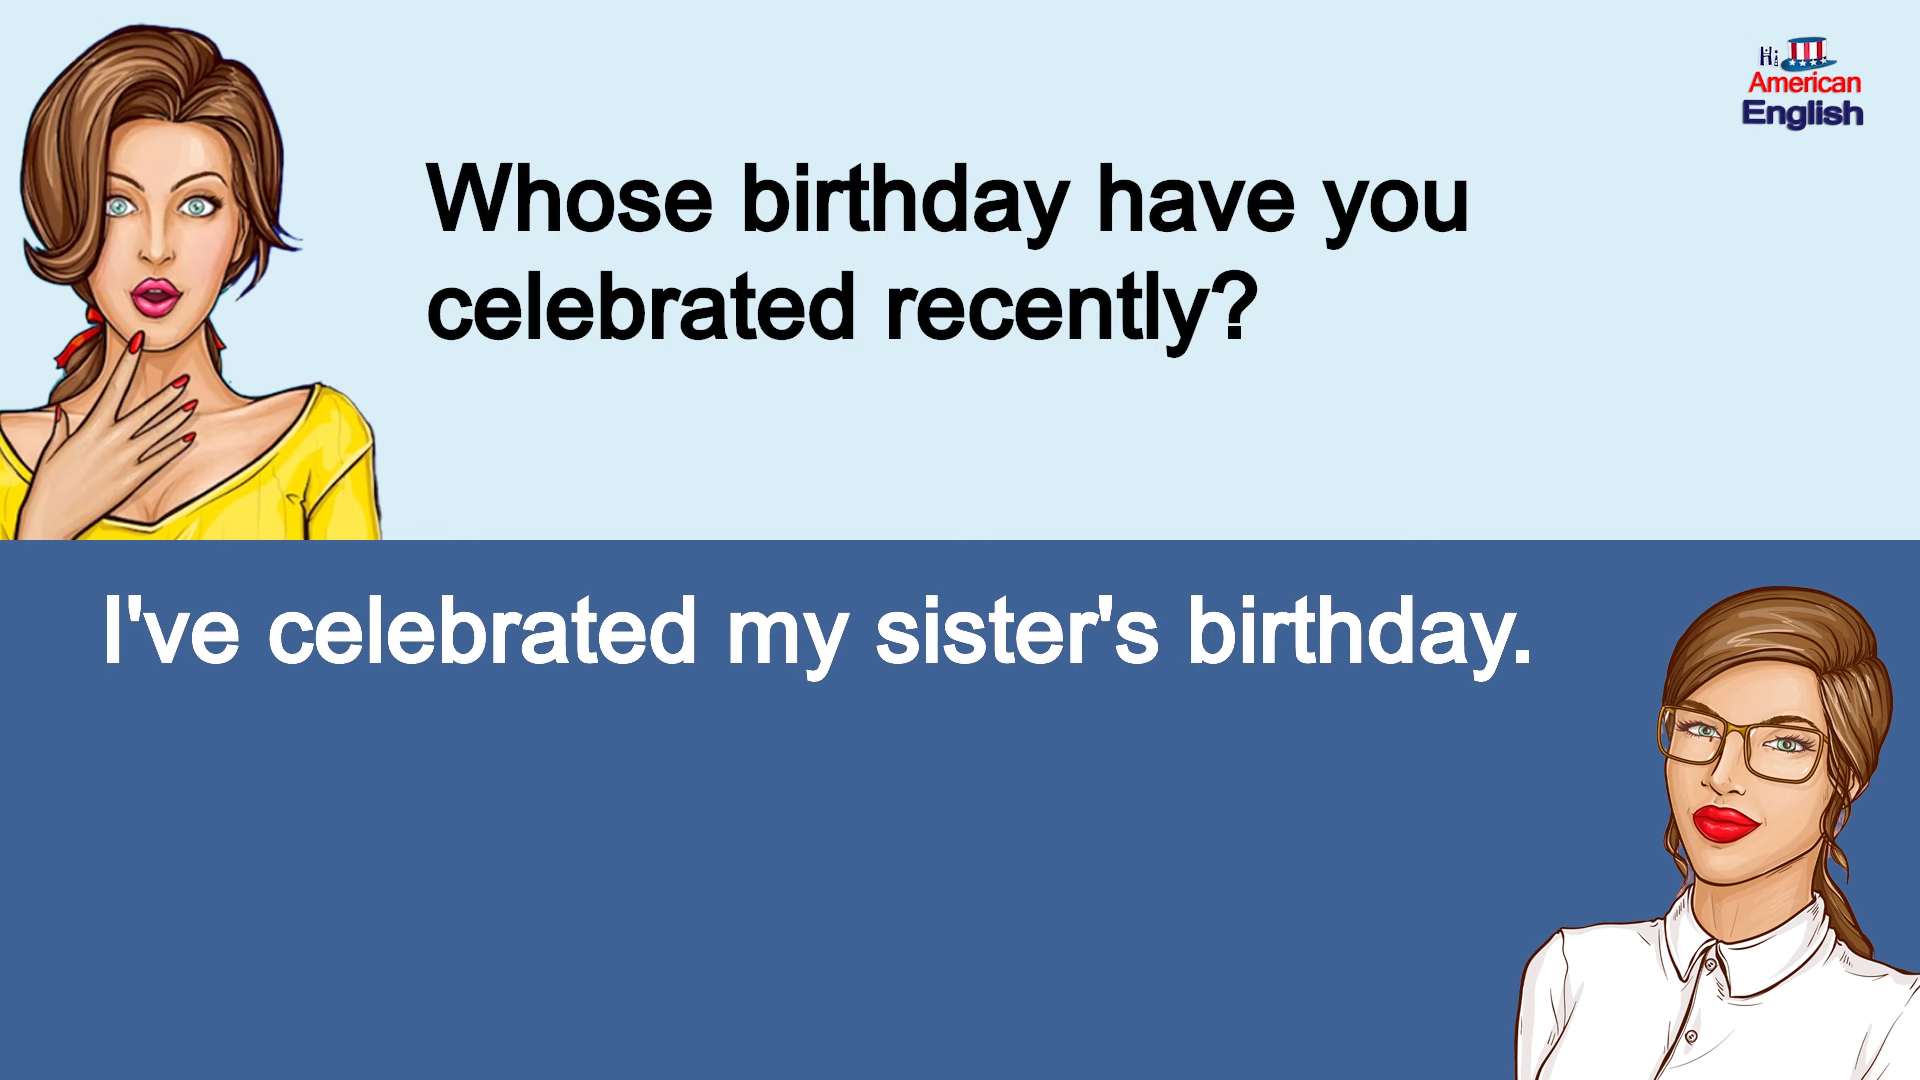 Hi
American
English
Whose birthday have you
celebrated recently?
I've celebrated my sister's birthday.